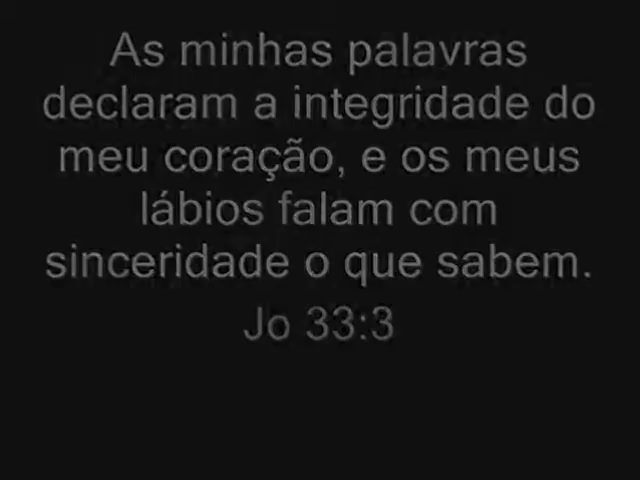 As minhas palavras
declaram a integridade do
meu coração, e os meus
lábios falam com
sinceridade o que sabem.
Jo 33:3